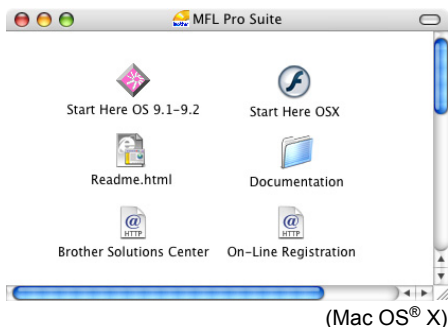 MFL Pro Suite
Start Here OS 9.1-9.2
Start Here OSX
Readme.html
Documentation
@
HTTP
@
HTTP
Brother Solutions Center
On-Line Registration
(Mac OS® X)